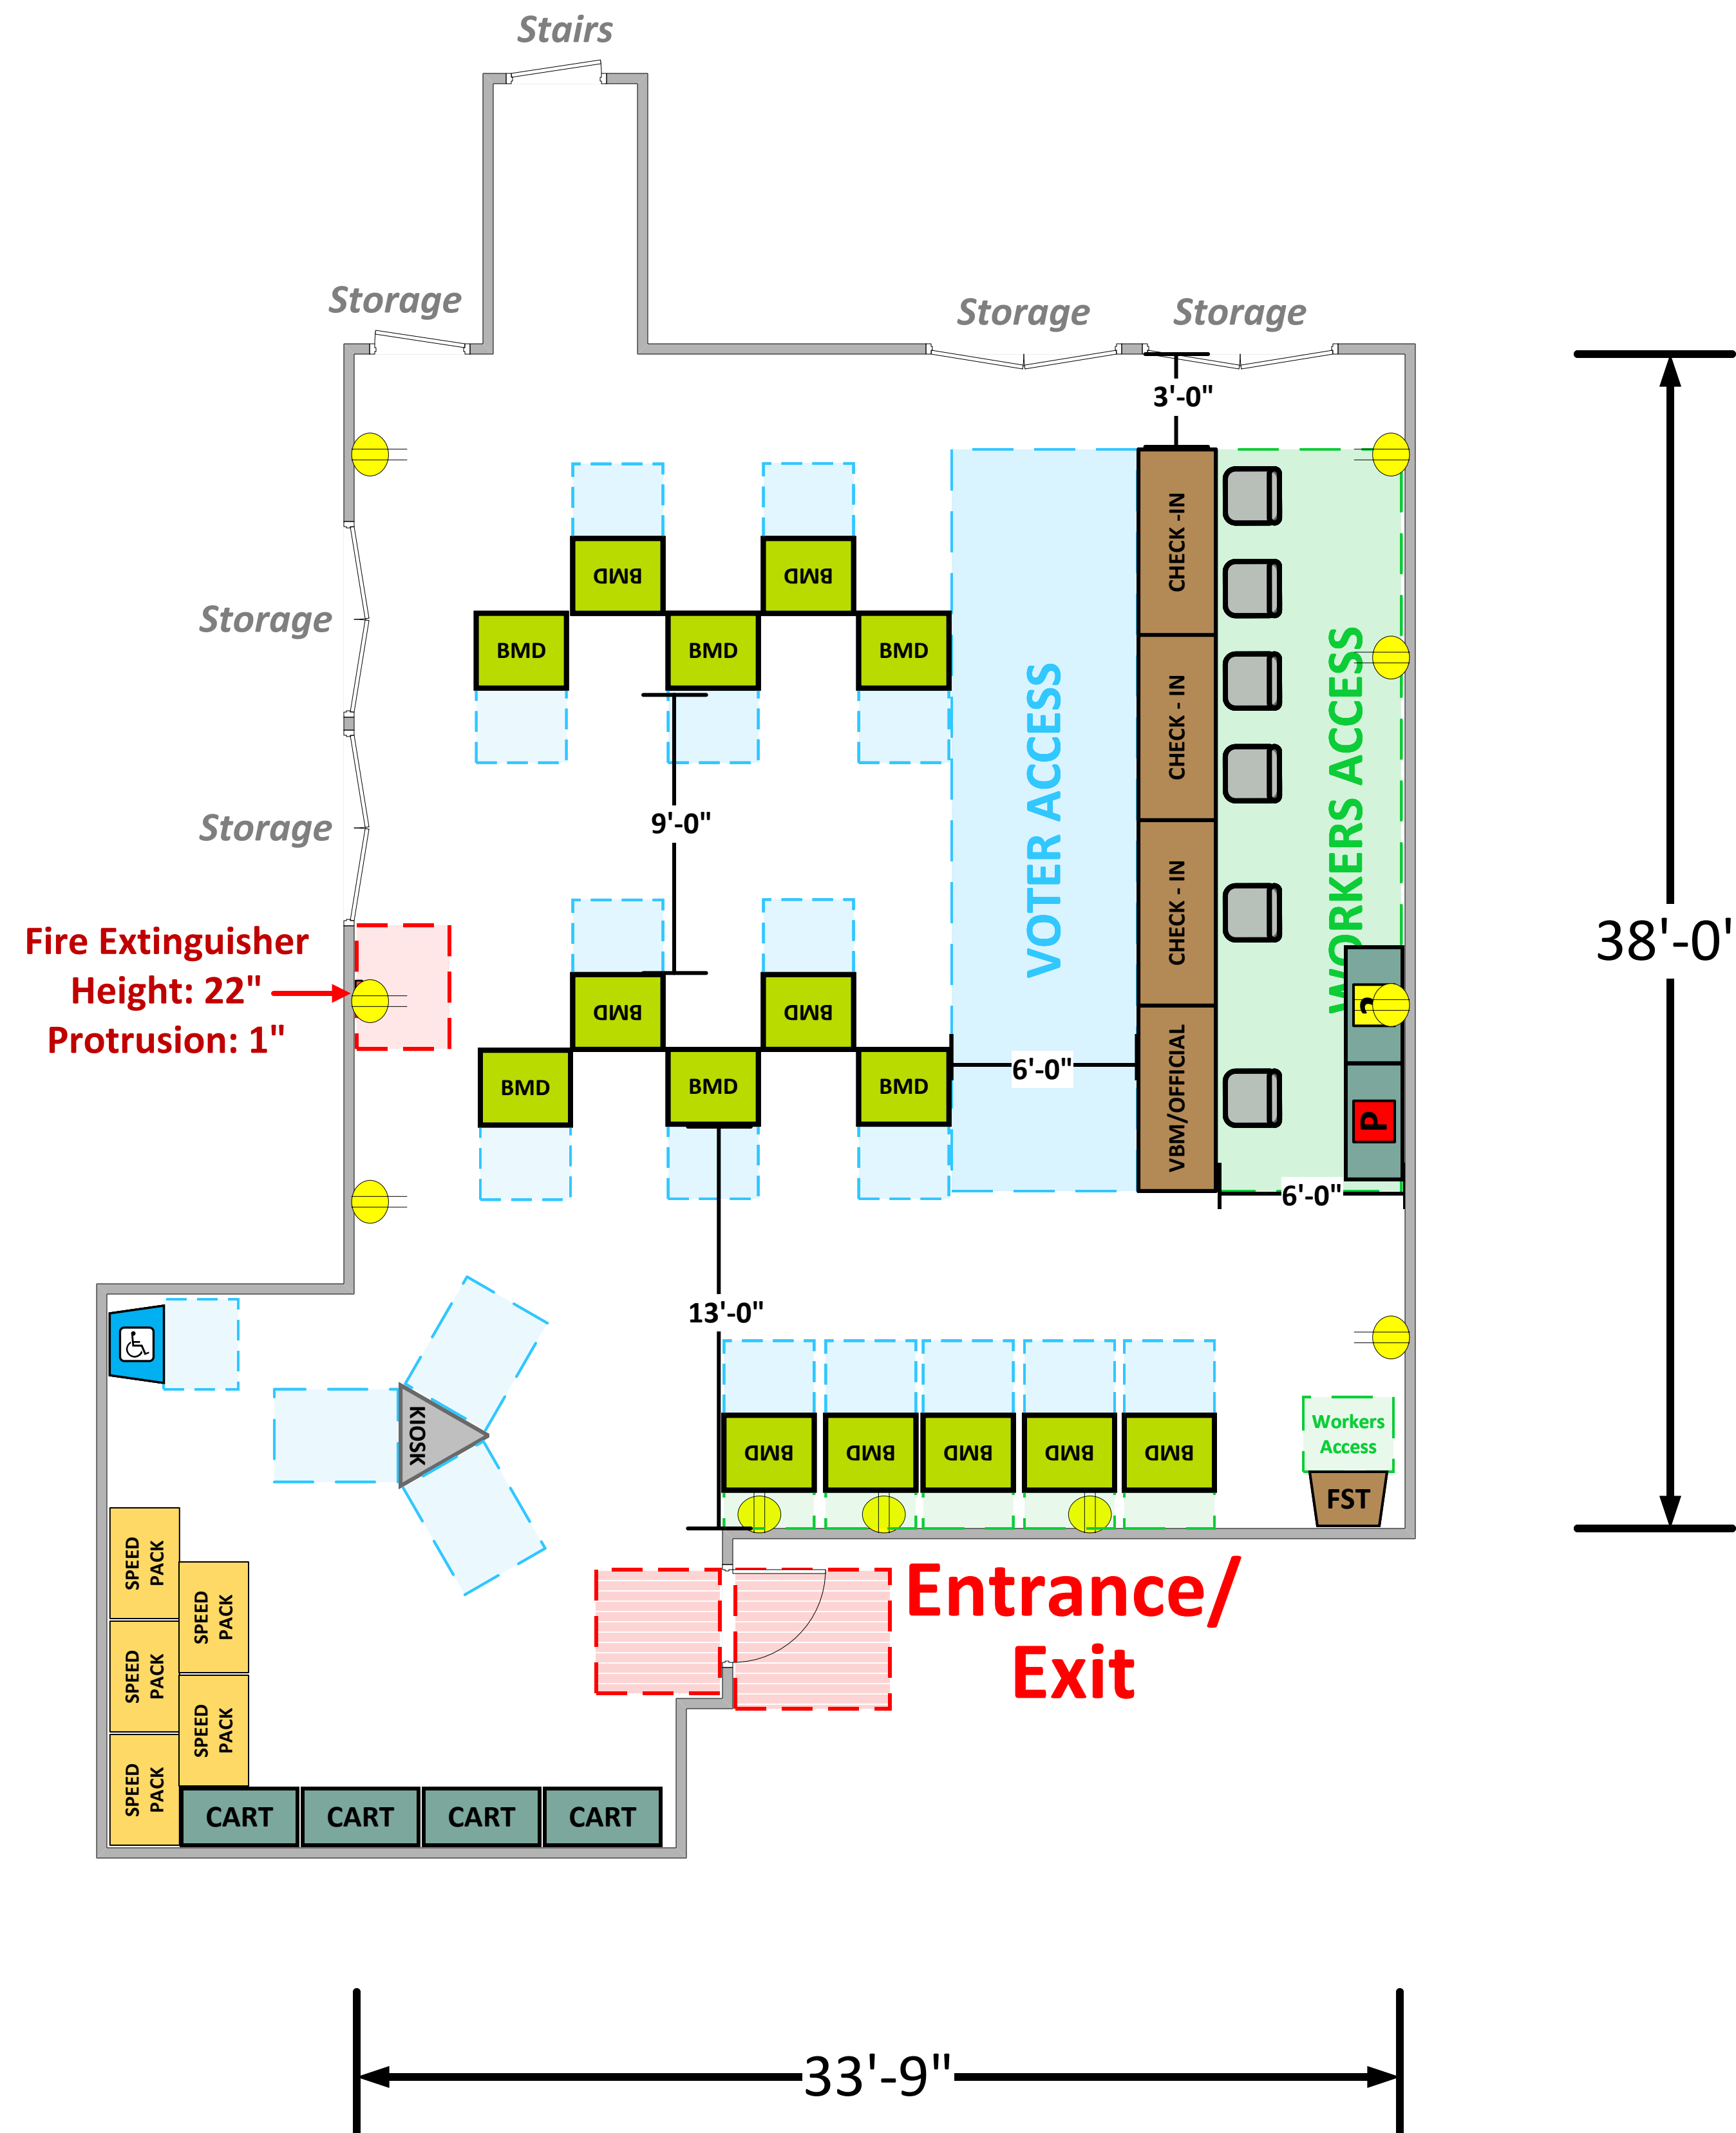 Stairs
Storage
Storage
Storage
3'-0"
CHECK -IN
BMD
BMD
BMD
BMD
BMD
Storage
CHECK - IN
VOTER ACCESS
WORKERS ACCESS
9'-0"
Storage
CHECK - IN
Fire Extinguisher
Height: 22"
Protrusion: 1"
38'-0"
BMD
BMD
BMD
BMD
BMD
6'-0"
VBM/OFFICIAL
P
6'-0"
13'-0"
KIOSK
BMD
BMD
BMD
BMD
BMD
Workers
Access
FST
SPEED
PACK
SPEED
PACK
SPEED
PACK
SPEED
PACK
SPEED
PACK
Entrance/
Exit
CART
CART
CART
CART
33'-9"